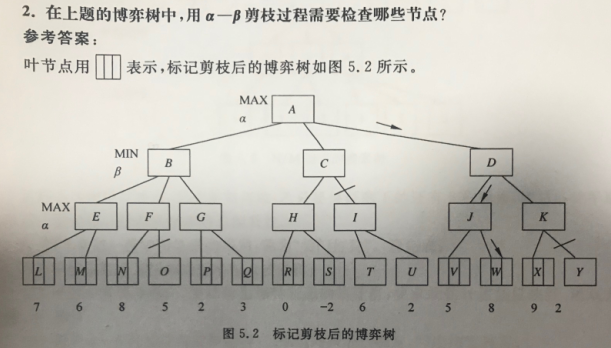 2. 在上题的博弈树中,用 α—β 剪枝过程需要检查哪些节点?
参考答案:
叶节点用 表示,标记剪枝后的博弈树如图 5.2 所示。
MAX A
α
MIN B C D
β
MAX E F G H I J K
α
L M N O P Q R S T U V W X Y
7 6 8 5 2 3 0 -2 6 2 5 8 9 2
图 5.2 标记剪枝后的博弈树